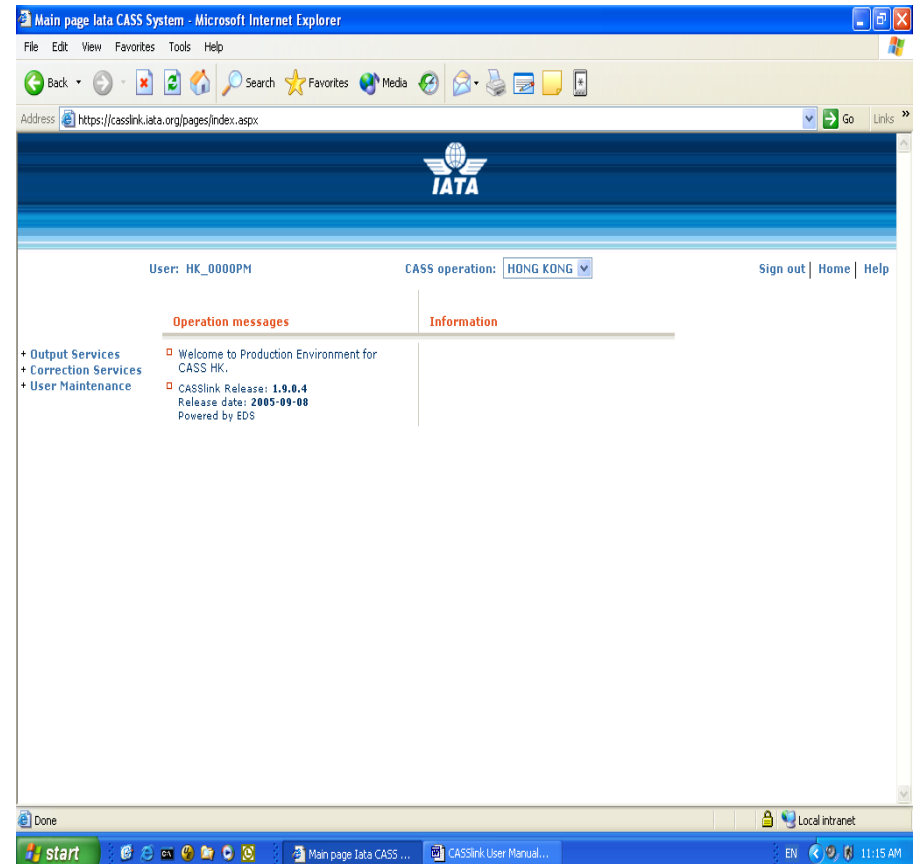 Main page Iata CASS System - Microsoft Internet Explorer
File Edit View Favorites Tools Help
Back Search Favorites Media
Address https://casslink.iata.org/pages/index.aspx Go Links »
IATA
User: HK_0000PM CASS operation: HONG KONG Sign out | Home | Help
Operation messages Information
+ Output Services
+ Correction Services
+ User Maintenance
Welcome to Production Environment for
CASS HK.
CASSlink Release: 1.9.0.4
Release date: 2005-09-08
Powered by EDS
Done Local intranet
start Main page Iata CASS ... CASSlink User Manual... EN 11:15 AM